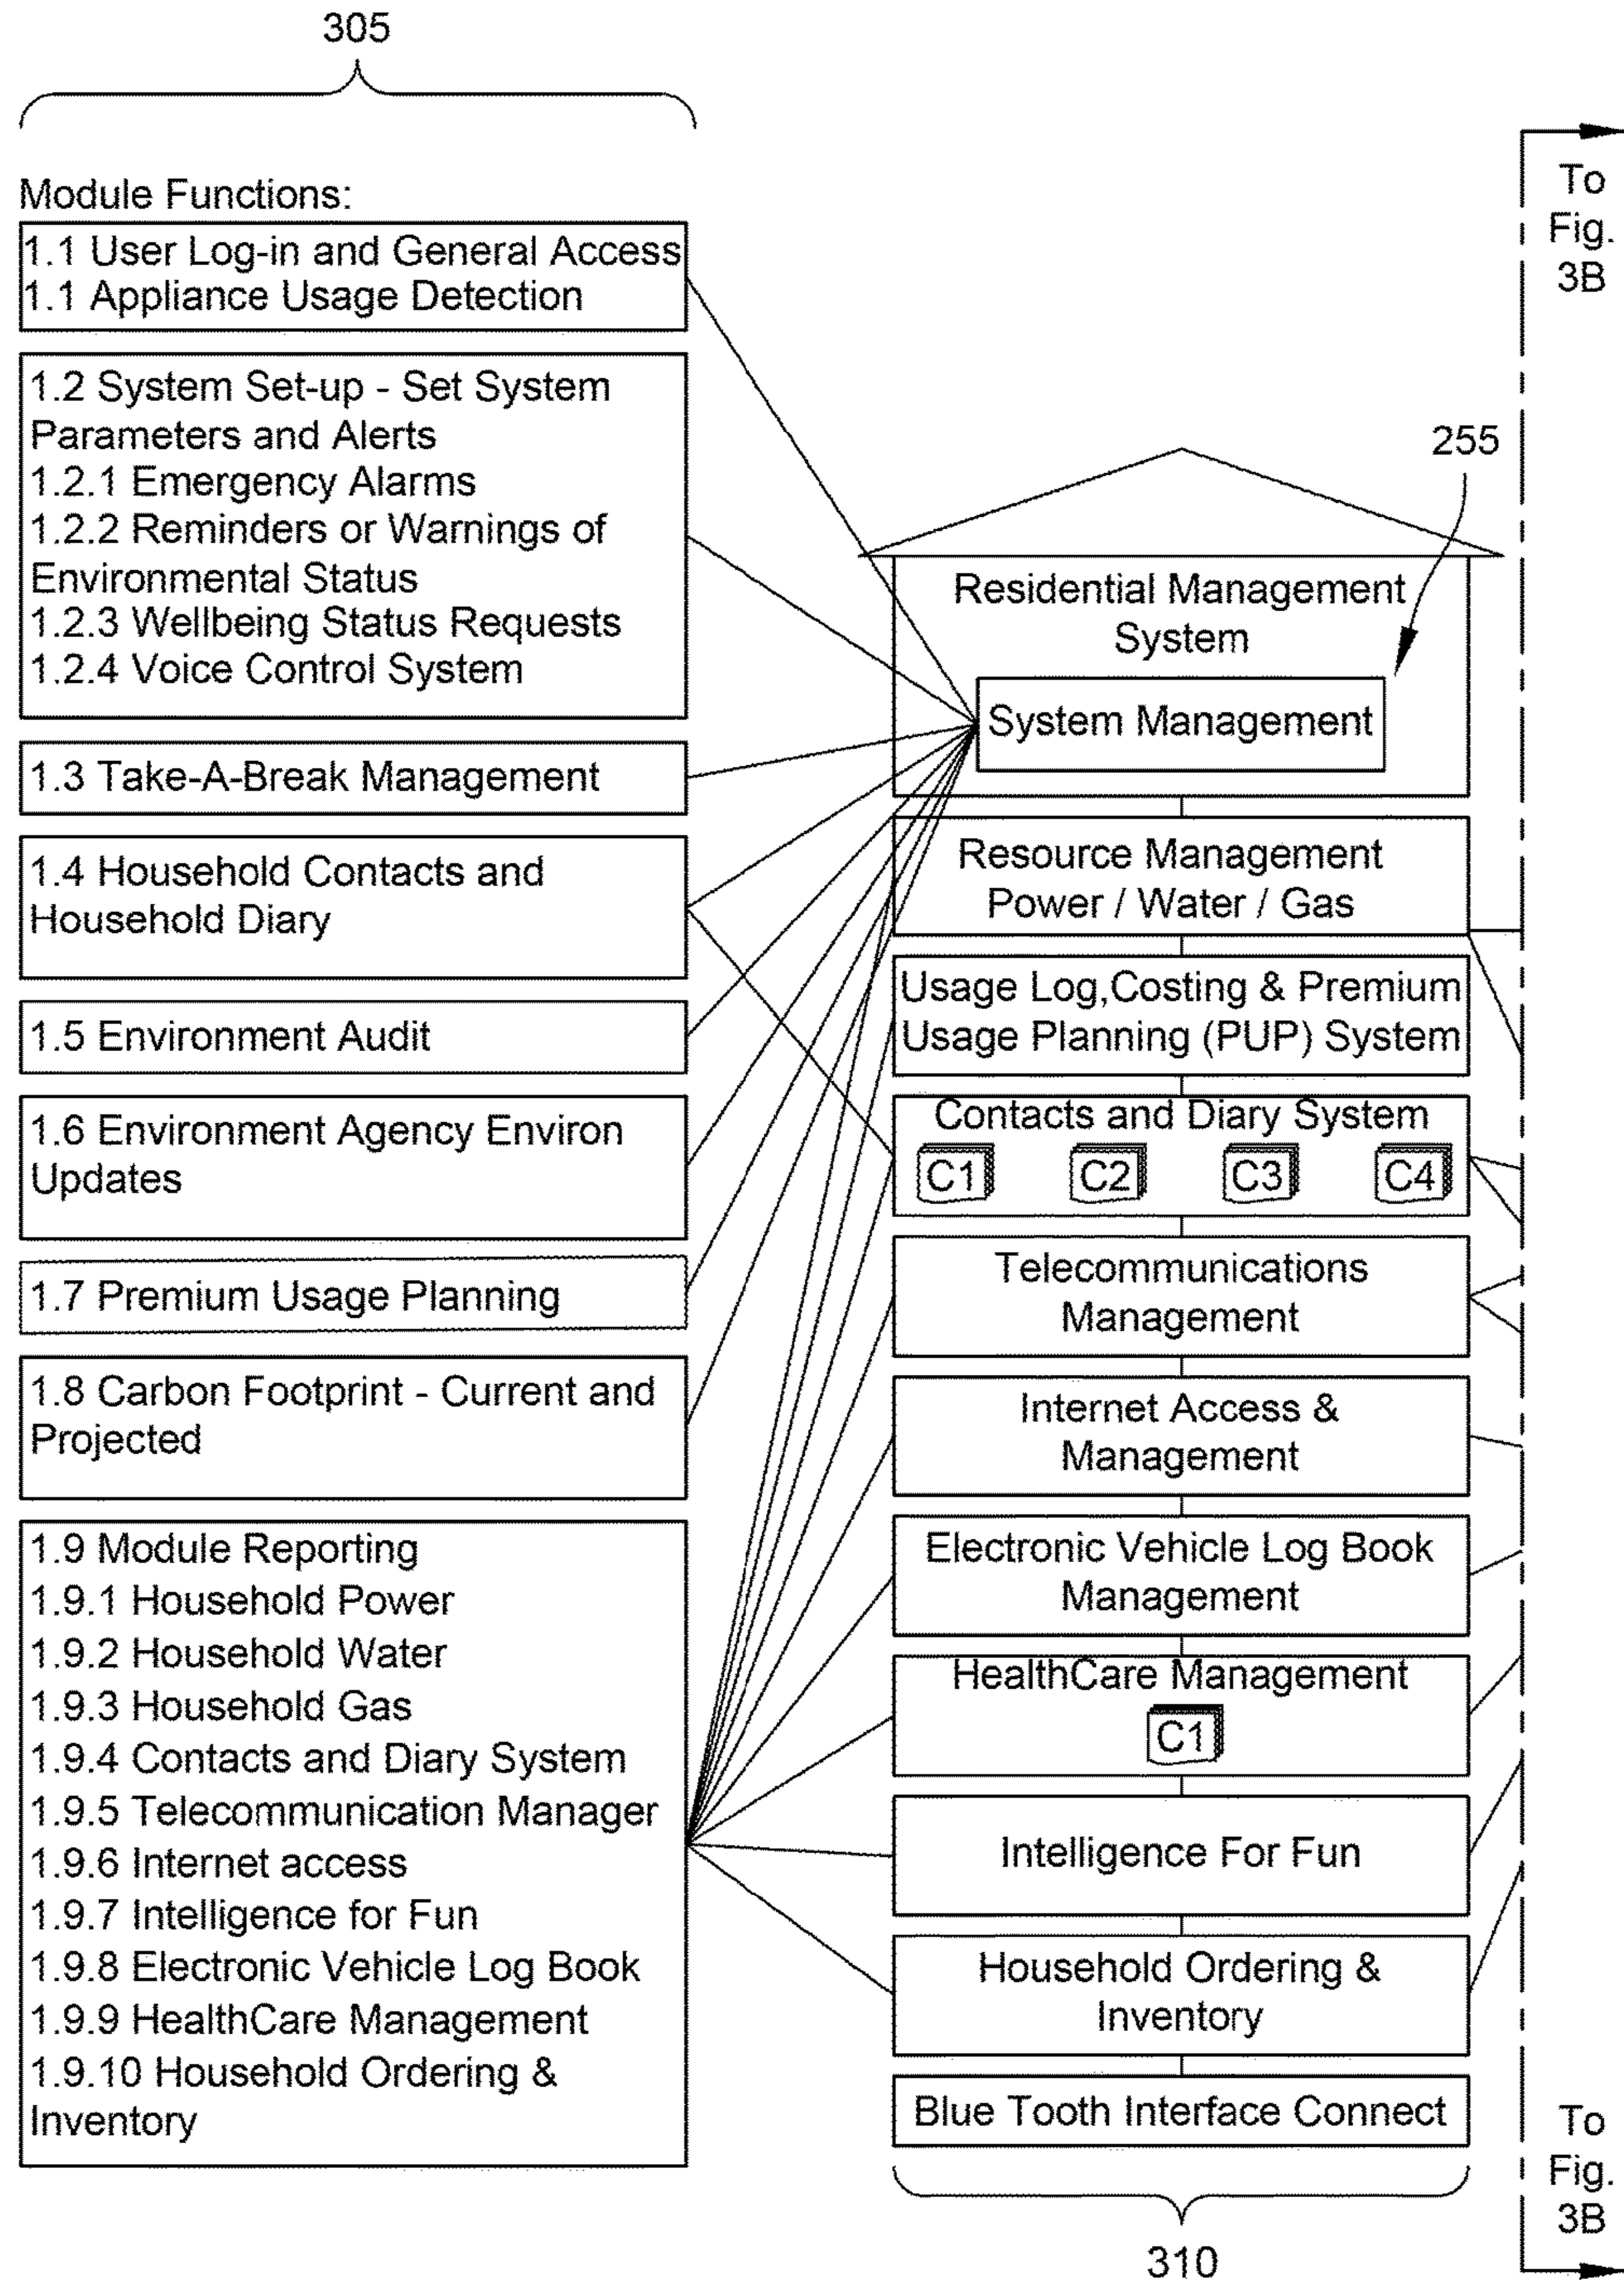 305
Module Functions:
1.1 User Log-in and General Access
1.1 Appliance Usage Detection
1.2 System Set-up - Set System
Parameters and Alerts
1.2.1 Emergency Alarms
1.2.2 Reminders or Warnings of
Environmental Status
1.2.3 Wellbeing Status Requests
1.2.4 Voice Control System
1.3 Take-A-Break Management
1.4 Household Contacts and
Household Diary
1.5 Environment Audit
1.6 Environment Agency Environ
Updates
1.7 Premium Usage Planning
1.8 Carbon Footprint - Current and
Projected
1.9 Module Reporting
1.9.1 Household Power
1.9.2 Household Water
1.9.3 Household Gas
1.9.4 Contacts and Diary System
1.9.5 Telecommunication Manager
1.9.6 Internet access
1.9.7 Intelligence for Fun
1.9.8 Electronic Vehicle Log Book
1.9.9 HealthCare Management
1.9.10 Household Ordering &
Inventory
255
Residential Management
System
System Management
Resource Management
Power / Water / Gas
Usage Log,Costing & Premium
Usage Planning (PUP) System
Contacts and Diary System
C1 C2 C3 C4
Telecommunications
Management
Internet Access &
Management
Electronic Vehicle Log Book
Management
HealthCare Management
C1
Intelligence For Fun
Household Ordering &
Inventory
Blue Tooth Interface Connect
310
To
Fig.
3B
To
Fig.
3B